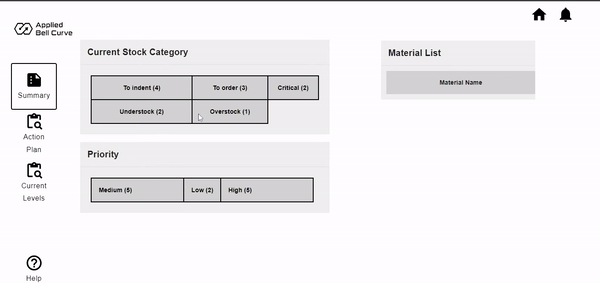 Applied
Bell Curve
Summary
Action
Plan
Current
Levels
Help
Current Stock Category
To indent (4) To order (3) Critical (2)
Understock (2) Overstock (1)
Priority
Medium (5) Low (2) High (5)
Material List
Material Name